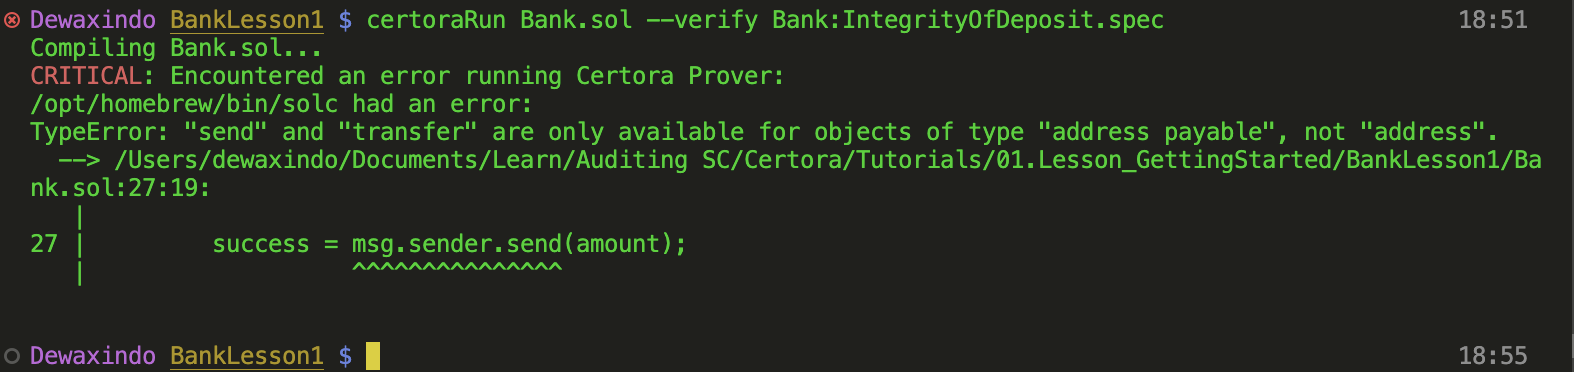 Dewaxindo BankLesson1 $ certoraRun Bank.sol --verify Bank:IntegrityOfDeposit.spec 18:51
Compiling Bank.sol...
CRITICAL: Encountered an error running Certora Prover:
/opt/homebrew/bin/solc had an error:
TypeError: "send" and "transfer" are only available for objects of type "address payable", not "address".
--> /Users/dewaxindo/Documents/Learn/Auditing SC/Certora/Tutorials/01.Lesson_GettingStarted/BankLesson1/Ba
nk.sol:27:19:
|
27 | success = msg.sender.send(amount);
| ^^^^^^^^^^^^^^^
Dewaxindo BankLesson1 $ 18:55